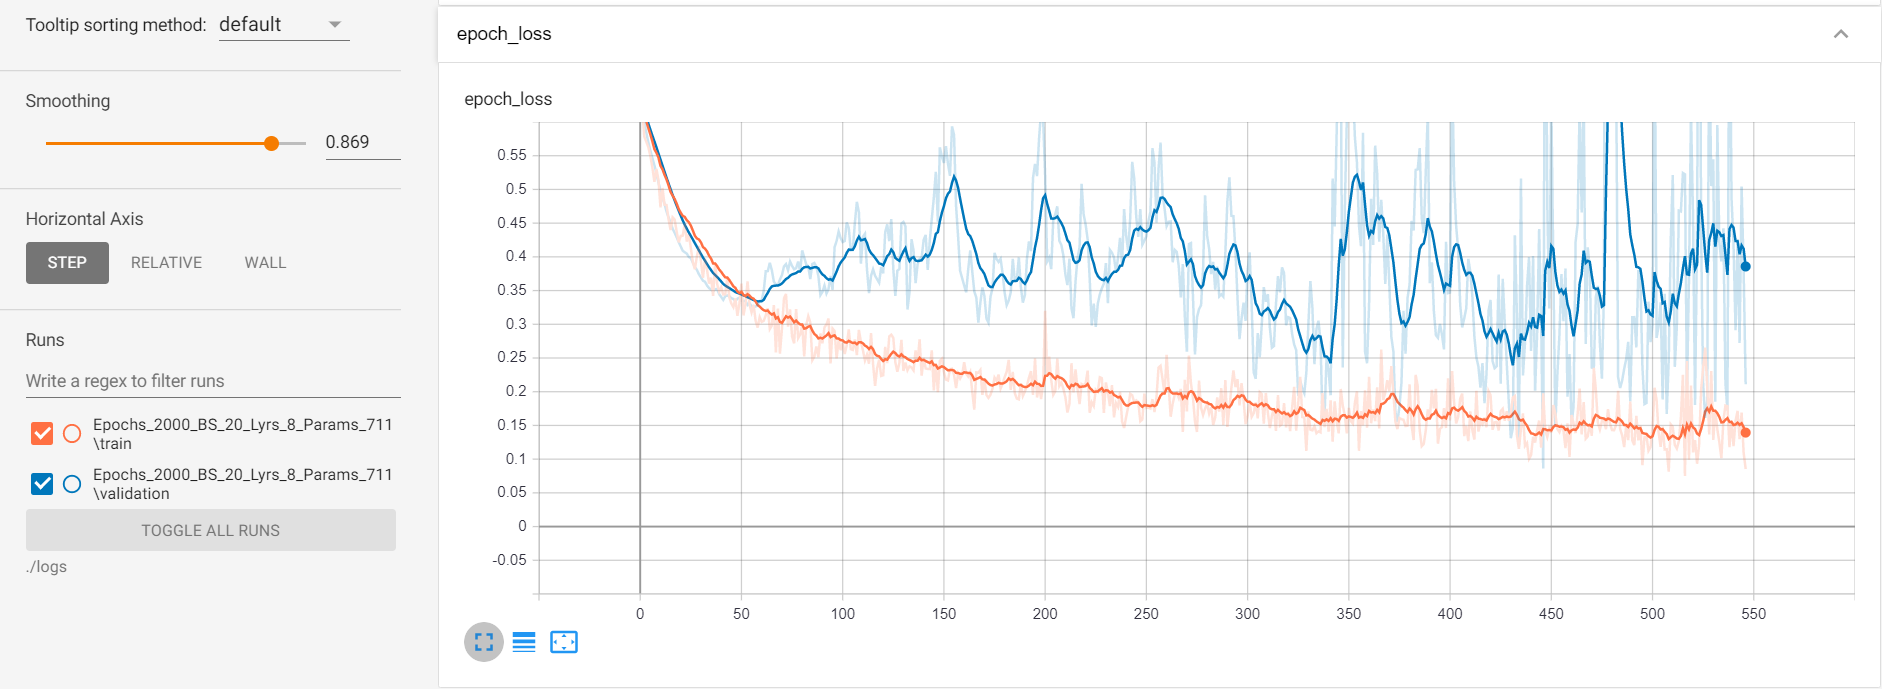 Tooltip sorting method: default
Smoothing
0.869
Horizontal Axis
STEP RELATIVE WALL
Runs
Write a regex to filter runs
Epochs_2000_BS_20_Lyrs_8_Params_711
\train
Epochs_2000_BS_20_Lyrs_8_Params_711
\validation
TOGGLE ALL RUNS
./logs
epoch_loss
epoch_loss
0.55
0.5
0.45
0.4
0.35
0.3
0.25
0.2
0.15
0.1
0.05
0
-0.05
0 50 100 150 200 250 300 350 400 450 500 550